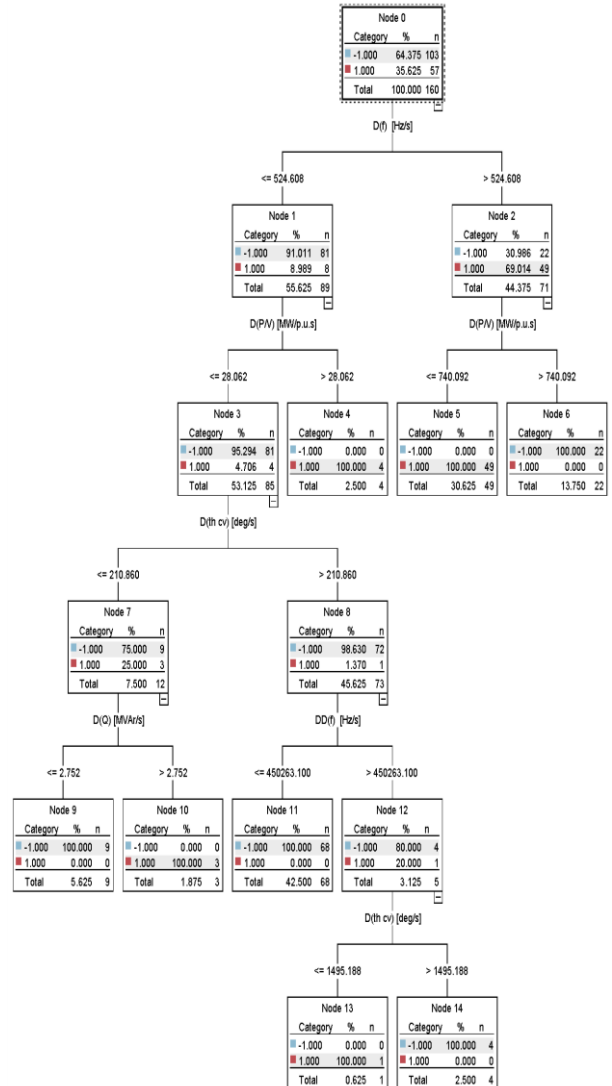 Node 0
Category % n
-1.000 64.375 103
1.000 35.625 57
Total 100.000 160
D(f) [Hz/s]
<= 524.608 > 524.608
Node 1
Category % n
-1.000 91.011 81
1.000 8.989 8
Total 55.625 89
Node 2
Category % n
-1.000 30.986 22
1.000 69.014 49
Total 44.375 71
D(P/V) [MW/p.u.s] D(P/V) [MW/p.u.s]
<= 28.062 > 28.062 <= 740.092 > 740.092
Node 3
Category % n
-1.000 95.294 81
1.000 4.706 4
Total 53.125 85
Node 4
Category % n
-1.000 0.000 0
1.000 100.000 4
Total 2.500 4
Node 5
Category % n
-1.000 0.000 0
1.000 100.000 49
Total 30.625 49
Node 6
Category % n
-1.000 100.000 22
1.000 0.000 0
Total 13.750 22
D(th cv) [deg/s]
<= 210.860 > 210.860
Node 7
Category % n
-1.000 75.000 9
1.000 25.000 3
Total 7.500 12
Node 8
Category % n
-1.000 98.630 72
1.000 1.370 1
Total 45.625 73
D(Q) [MVAr/s] DD(f) [Hz/s]
<= 2.752 > 2.752 <= 450263.100 > 450263.100
Node 9
Category % n
-1.000 100.000 9
1.000 0.000 0
Total 5.625 9
Node 10
Category % n
-1.000 0.000 0
1.000 100.000 3
Total 1.875 3
Node 11
Category % n
-1.000 100.000 68
1.000 0.000 0
Total 42.500 68
Node 12
Category % n
-1.000 80.000 4
1.000 20.000 1
Total 3.125 5
D(th cv) [deg/s]
<= 1495.188 > 1495.188
Node 13
Category % n
-1.000 0.000 0
1.000 100.000 1
Total 0.625 1
Node 14
Category % n
-1.000 100.000 4
1.000 0.000 0
Total 2.500 4